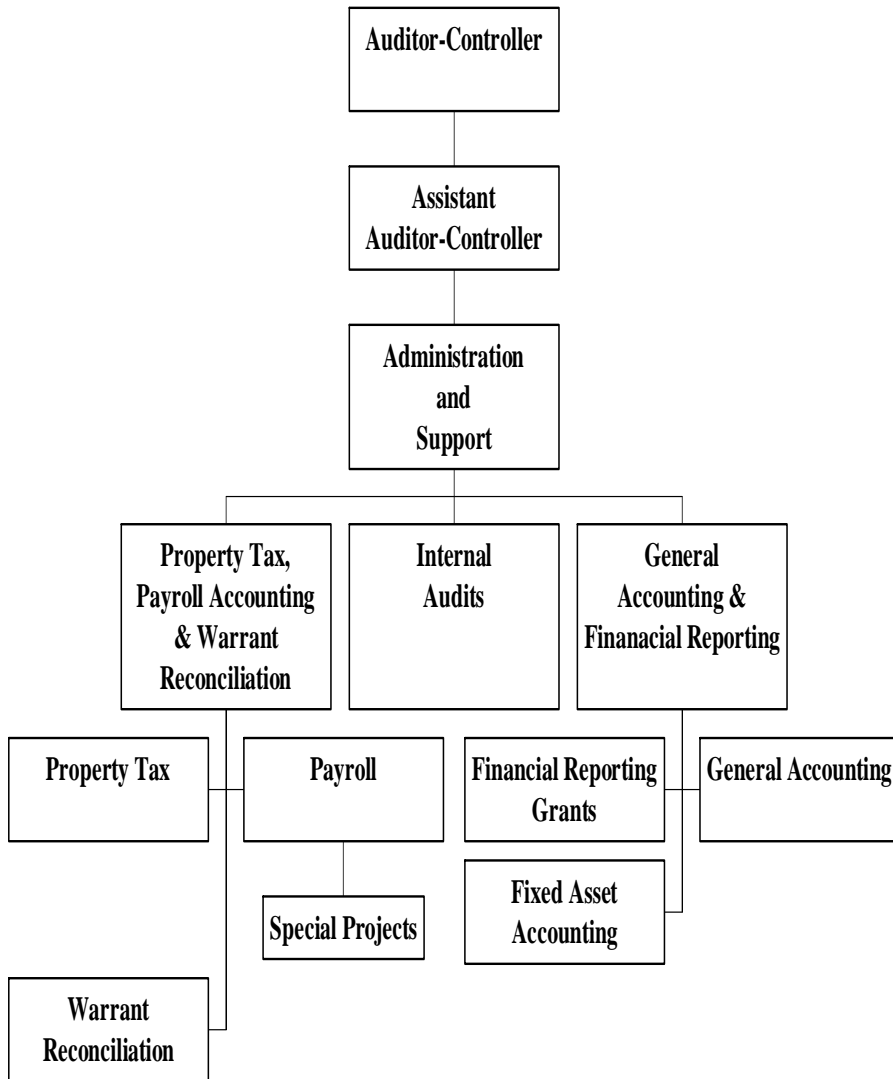 Auditor-Controller
Assistant
Auditor-Controller
Administration
and
Support
Property Tax,
Payroll Accounting
& Warrant
Reconciliation
Internal
Audits
General
Accounting &
Finanacial Reporting
Property Tax
Payroll
Financial Reporting
Grants
General Accounting
Special Projects
Fixed Asset
Accounting
Warrant
Reconciliation